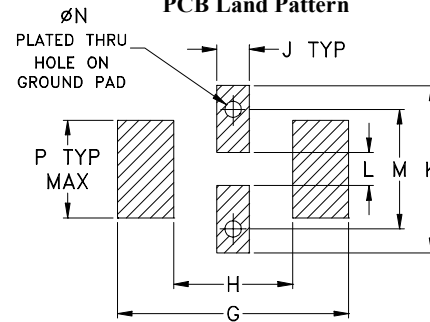 PCB Land Pattern
øN
PLATED THRU
HOLE ON
GROUND PAD
J TYP
P TYP
MAX
L
M
K
H
G